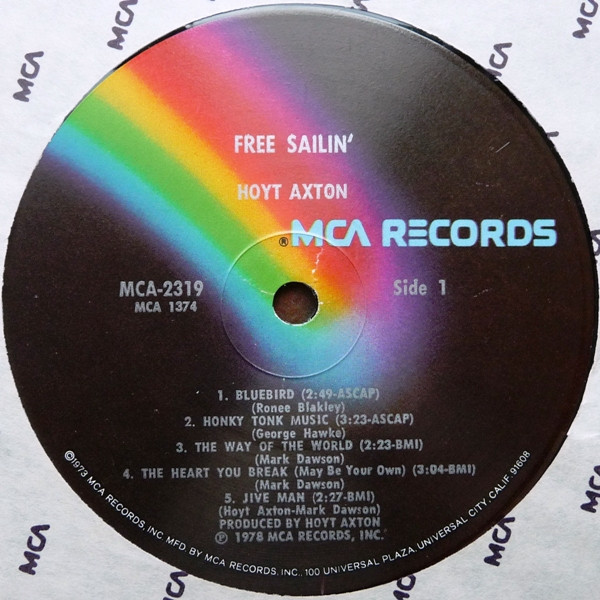 FREE SAILIN'
HOYT AXTON
® MCA RECORDS
MCA-2319
MCA 1374
Side 1
1. BLUEBIRD (2:49-ASCAP)
(Ronee Blakley)
2. HONKY TONK MUSIC (3:23-ASCAP)
(George Hawke)
3. THE WAY OF THE WORLD (2:23-BMI)
(Mark Dawson)
4. THE HEART YOU BREAK (May Be Your Own) (3:04-BMI)
(Mark Dawson)
5. JIVE MAN (2:27-BMI)
(Hoyt Axton-Mark Dawson)
PRODUCED BY HOYT AXTON
℗ 1978 MCA RECORDS, INC.
©1973 MCA RECORDS, INC. MFD BY MCA RECORDS, INC., 100 UNIVERSAL PLAZA, UNIVERSAL CITY, CALIF. 91608
MCA
MCA
MCA
MCA
MCA
MCA
MCA